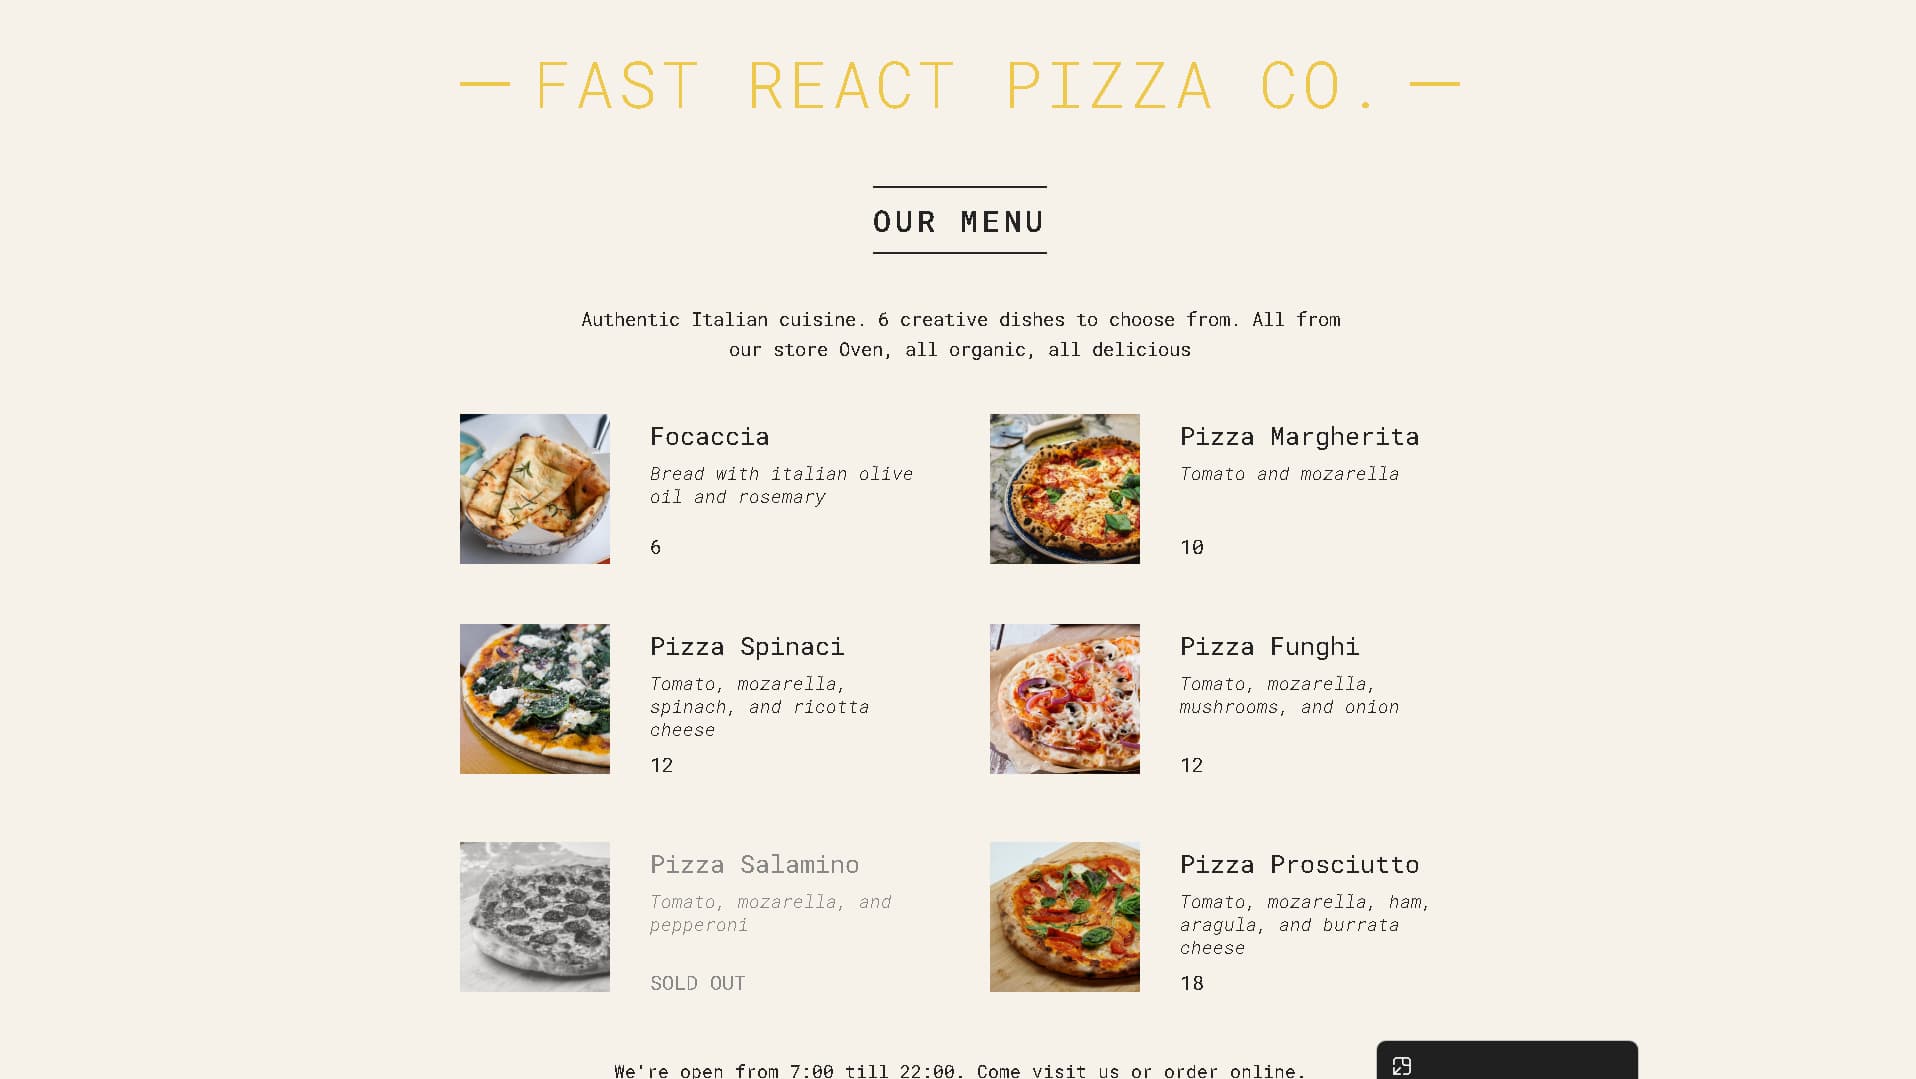 — FAST REACT PIZZA CO. —
OUR MENU
Authentic Italian cuisine. 6 creative dishes to choose from. All from
our store Oven, all organic, all delicious
Focaccia
Bread with italian olive
oil and rosemary
6
Pizza Margherita
Tomato and mozarella
10
Pizza Spinaci
Tomato, mozarella,
spinach, and ricotta
cheese
12
Pizza Funghi
Tomato, mozarella,
mushrooms, and onion
12
Pizza Salamino
Tomato, mozarella, and
pepperoni
SOLD OUT
Pizza Prosciutto
Tomato, mozarella, ham,
aragula, and burrata
cheese
18
We're open from 7:00 till 22:00. Come visit us or order online.